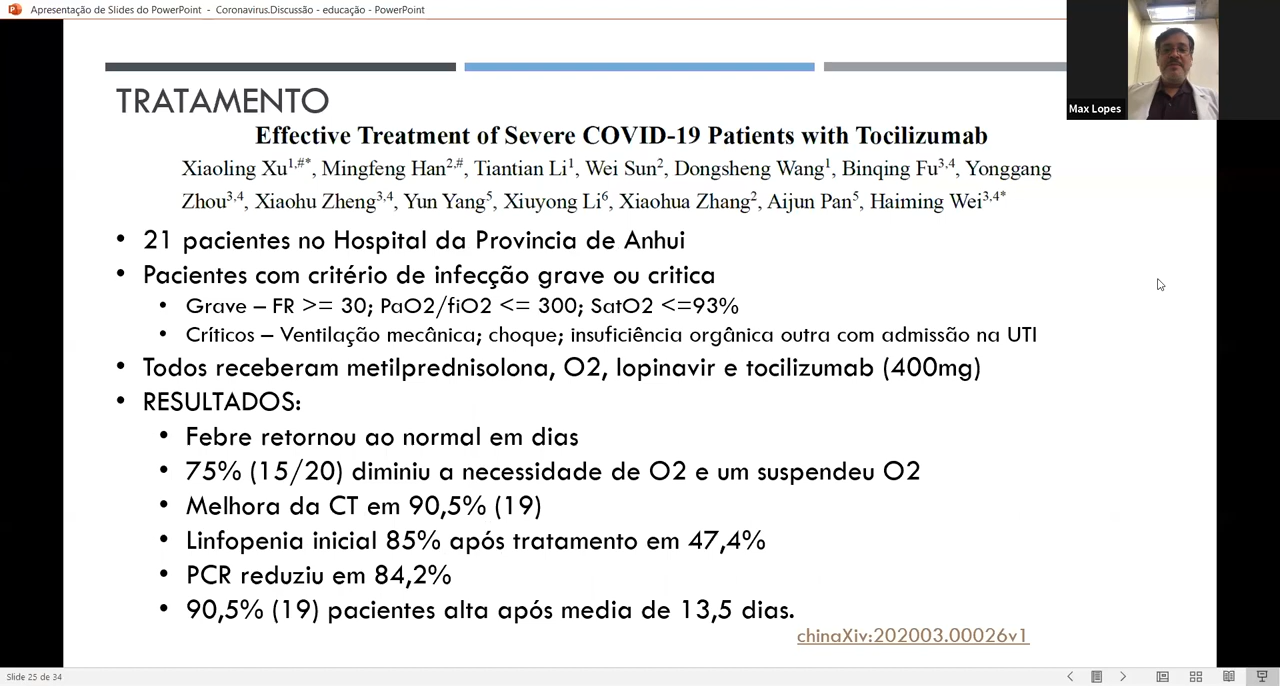 Apresentação de Slides do PowerPoint - Coronavirus.Discussão - educação - PowerPoint
Max Lopes
TRATAMENTO
Effective Treatment of Severe COVID-19 Patients with Tocilizumab
Xiaoling Xu1,#*, Mingfeng Han2,#, Tiantian Li1, Wei Sun2, Dongsheng Wang1, Binqing Fu3,4, Yonggang
Zhou3,4, Xiaohu Zheng3,4, Yun Yang5, Xiuyong Li6, Xiaohua Zhang2, Aijun Pan5, Haiming Wei3,4*
• 21 pacientes no Hospital da Provincia de Anhui
• Pacientes com critério de infecção grave ou critica
• Grave – FR >= 30; PaO2/fiO2 <= 300; SatO2 <=93%
• Críticos – Ventilação mecânica; choque; insuficiência orgânica outra com admissão na UTI
• Todos receberam metilprednisolona, O2, lopinavir e tocilizumab (400mg)
• RESULTADOS:
• Febre retornou ao normal em dias
• 75% (15/20) diminiu a necessidade de O2 e um suspendeu O2
• Melhora da CT em 90,5% (19)
• Linfopenia inicial 85% após tratamento em 47,4%
• PCR reduziu em 84,2%
• 90,5% (19) pacientes alta após media de 13,5 dias.
chinaXiv:202003.00026v1
Slide 25 de 34